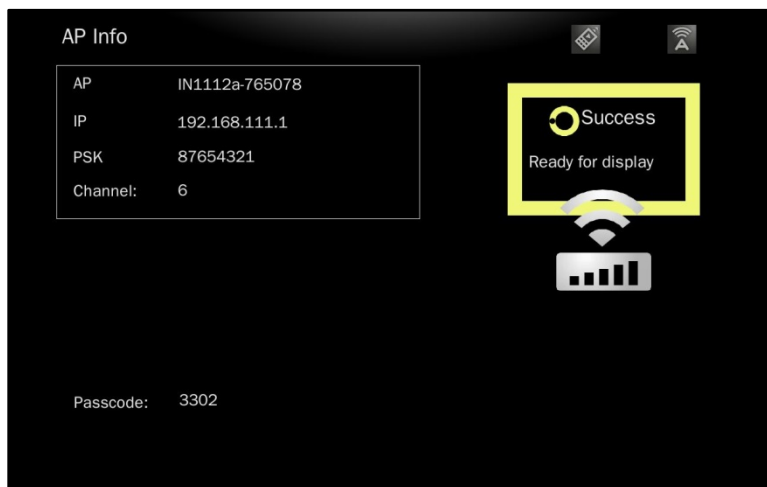 AP Info
AP IN1112a-765078
IP 192.168.111.1
PSK 87654321
Channel: 6
Success
Ready for display
A
Passcode: 3302